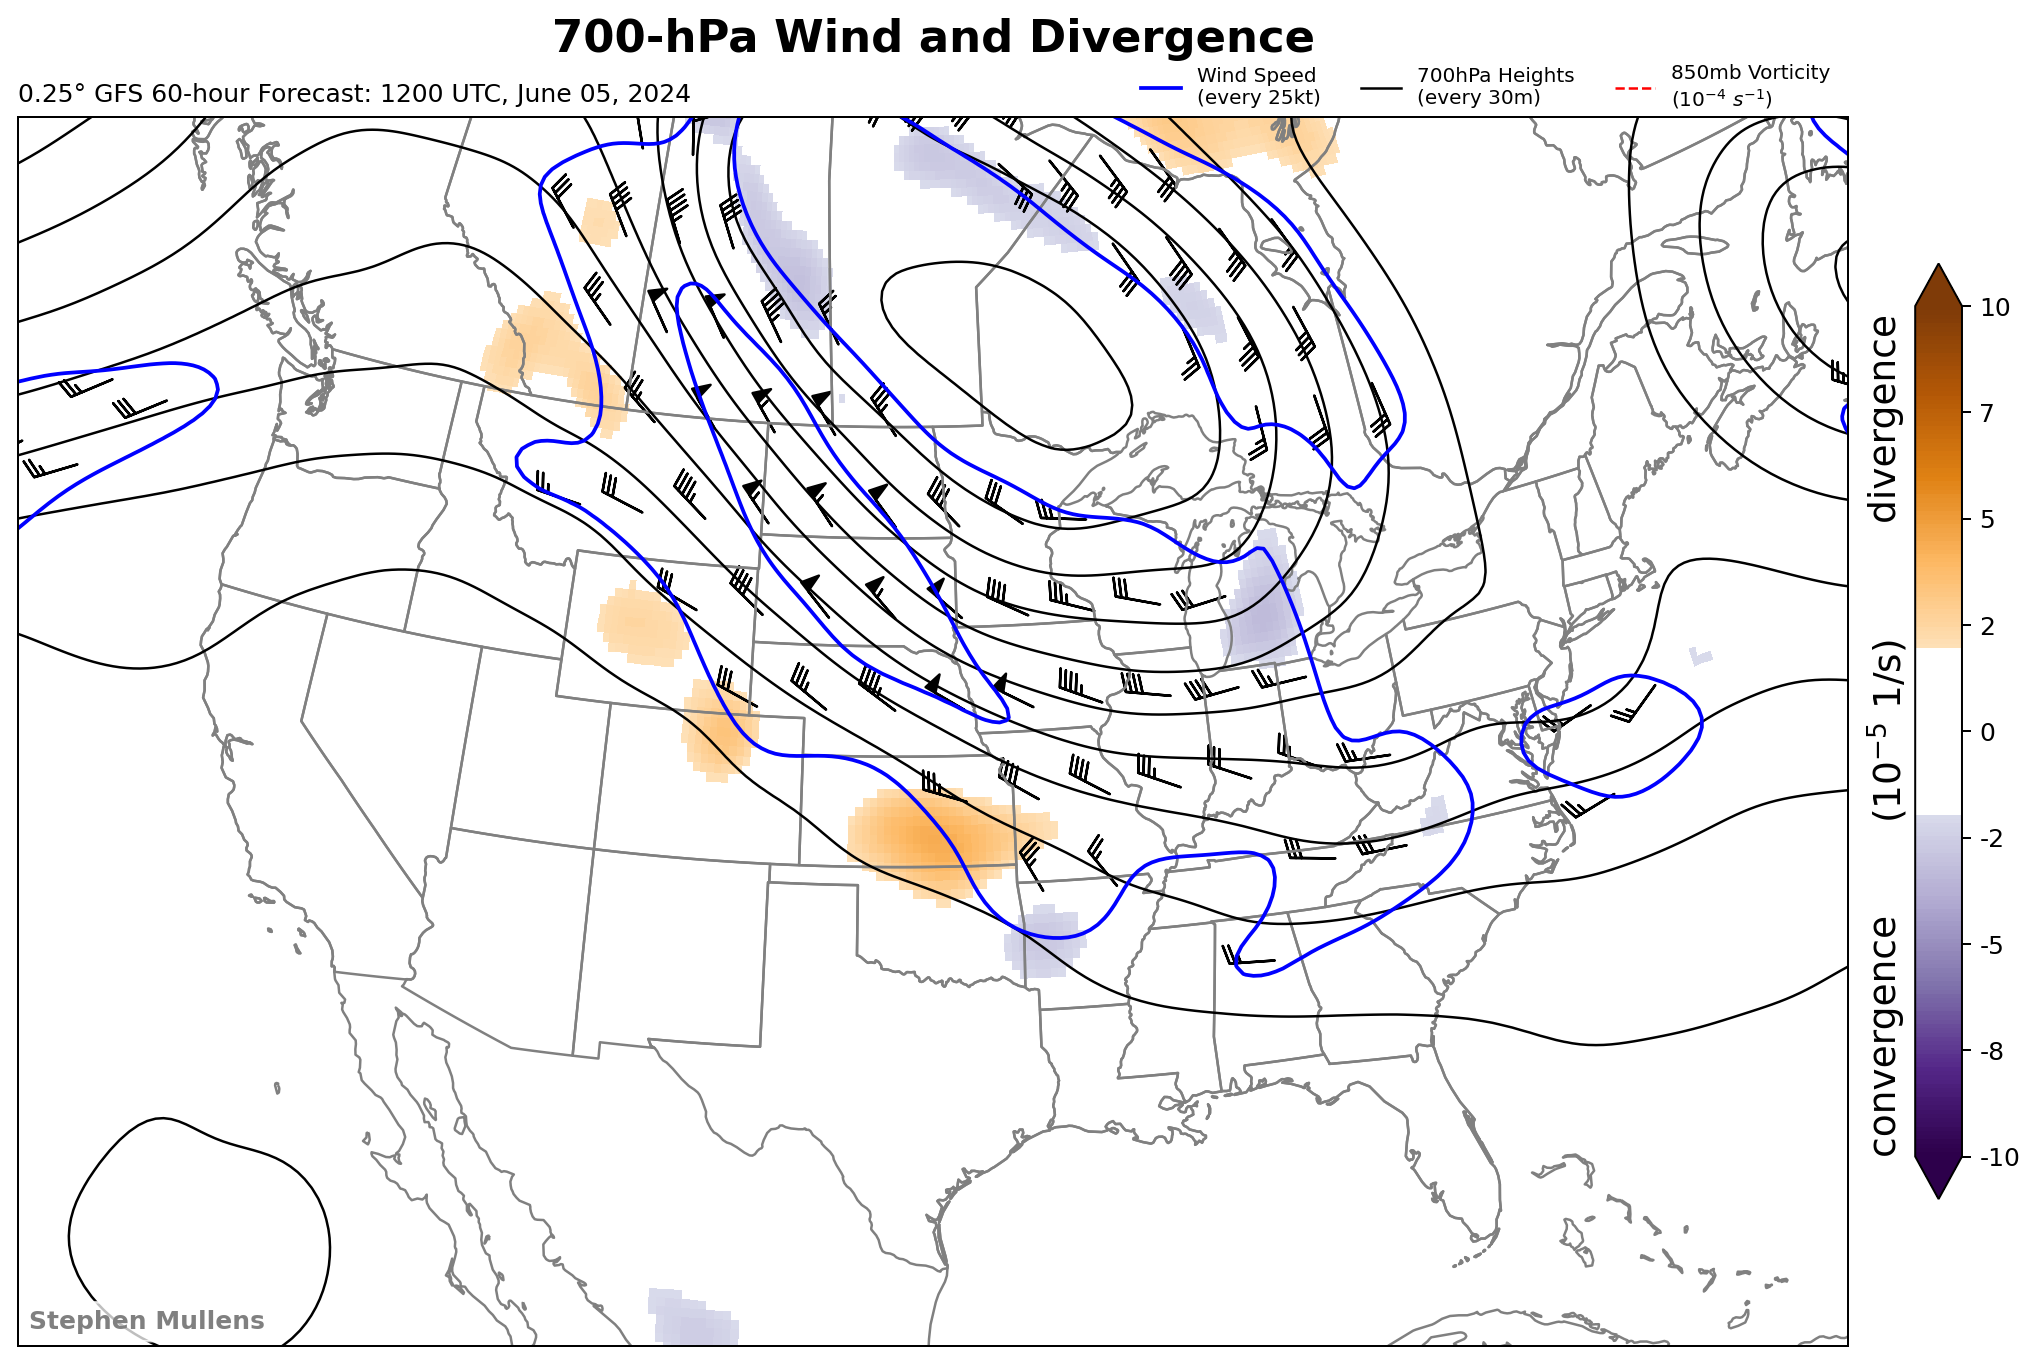 700-hPa Wind and Divergence
0.25° GFS 60-hour Forecast: 1200 UTC, June 05, 2024
Wind Speed
(every 25kt)
700hPa Heights
(every 30m)
850mb Vorticity
(10⁻⁴ s⁻¹)
10
7
5
2
0
-2
-5
-8
-10
convergence (10⁻⁵ 1/s) divergence
Stephen Mullens